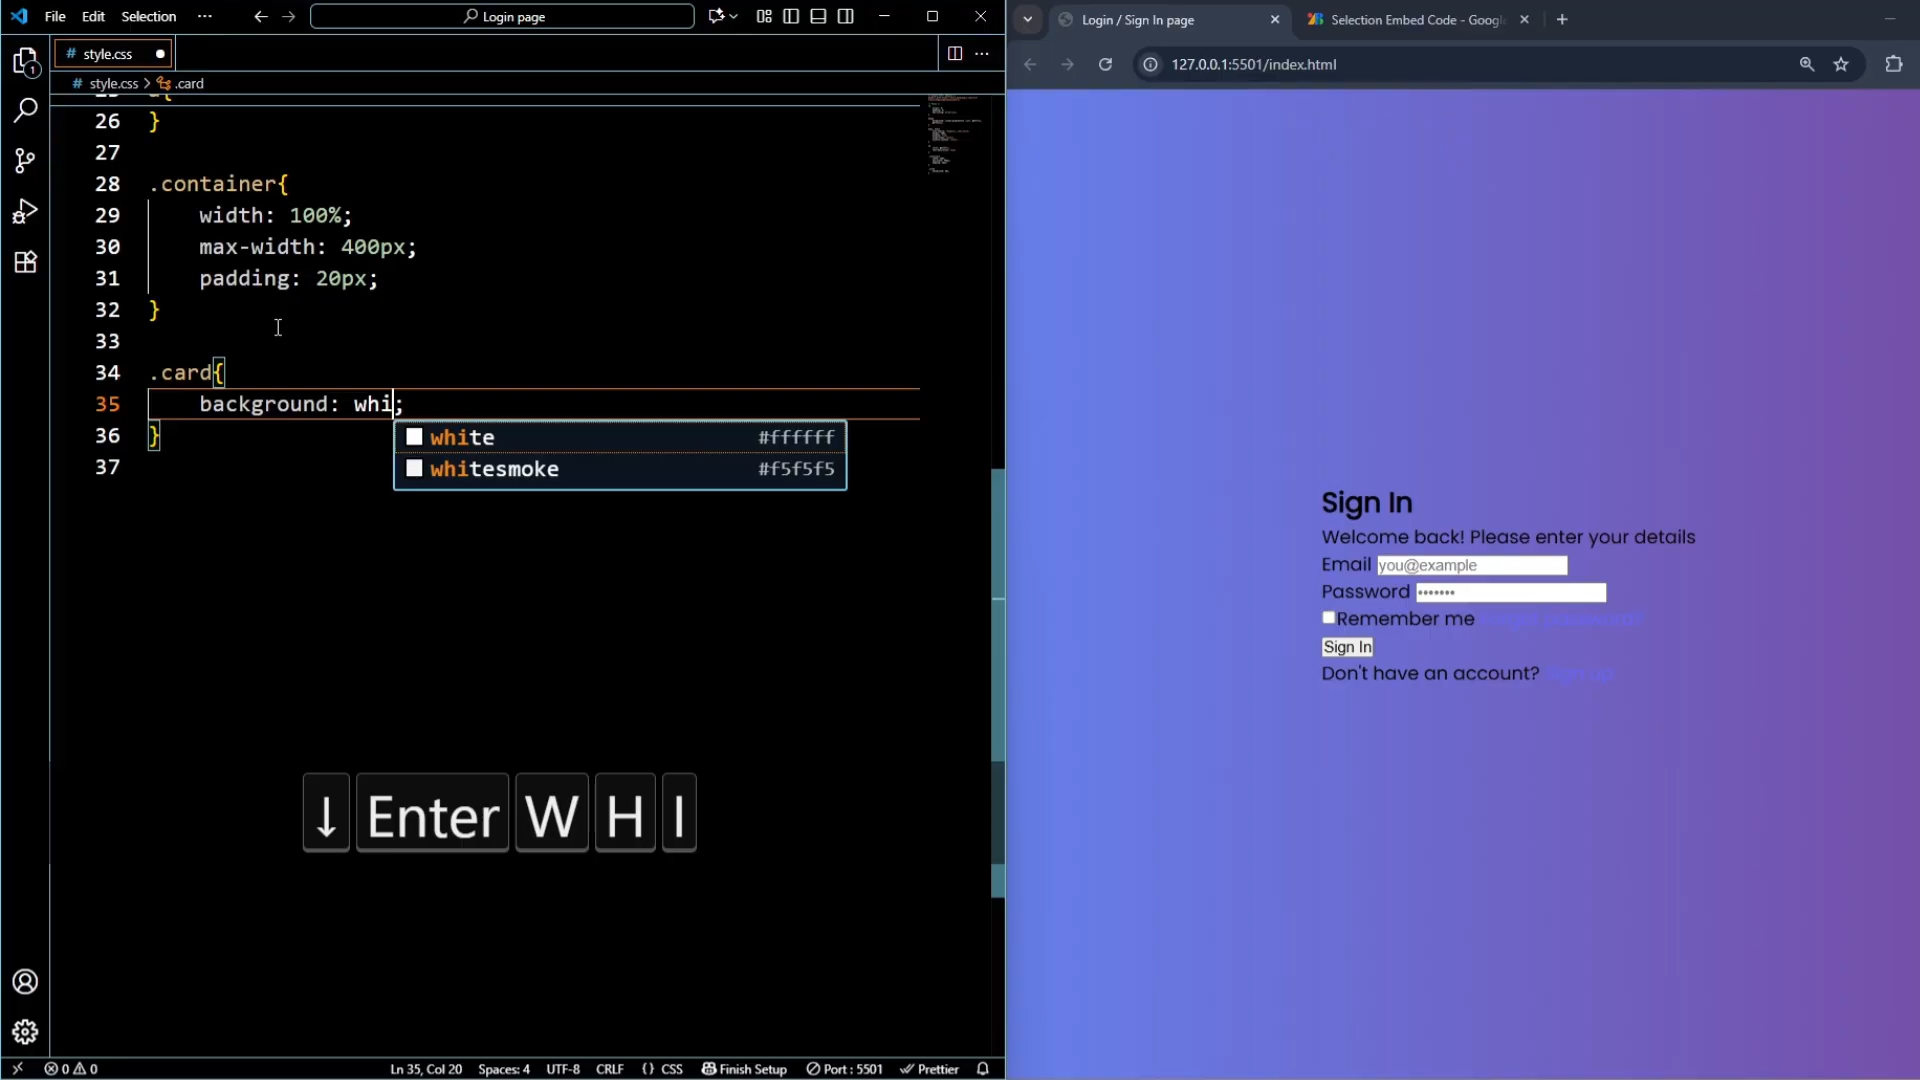 File Edit Selection ··· Login page
# style.css
# style.css > .card
26 }
27
28 .container{
29 width: 100%;
30 max-width: 400px;
31 padding: 20px;
32 }
33
34 .card{
35 background: whi;
36 }
37
white #ffffff
whitesmoke #f5f5f5
↓ Enter W H I
0 0 Ln 35, Col 20 Spaces: 4 UTF-8 CRLF {} CSS Finish Setup Port : 5501 Prettier
Login / Sign In page
Selection Embed Code - Googl
127.0.0.1:5501/index.html
Sign In
Welcome back! Please enter your details
Email you@example
Password •••••••
Remember me Forgot password?
Sign In
Don't have an account? Sign up